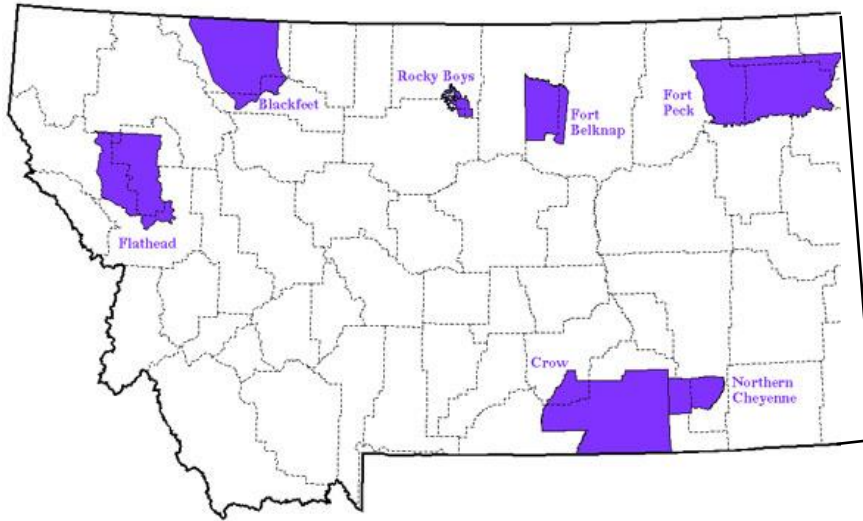 Blackfeet
Rocky Boys
Fort
Belknap
Fort
Peck
Flathead
Crow
Northern
Cheyenne